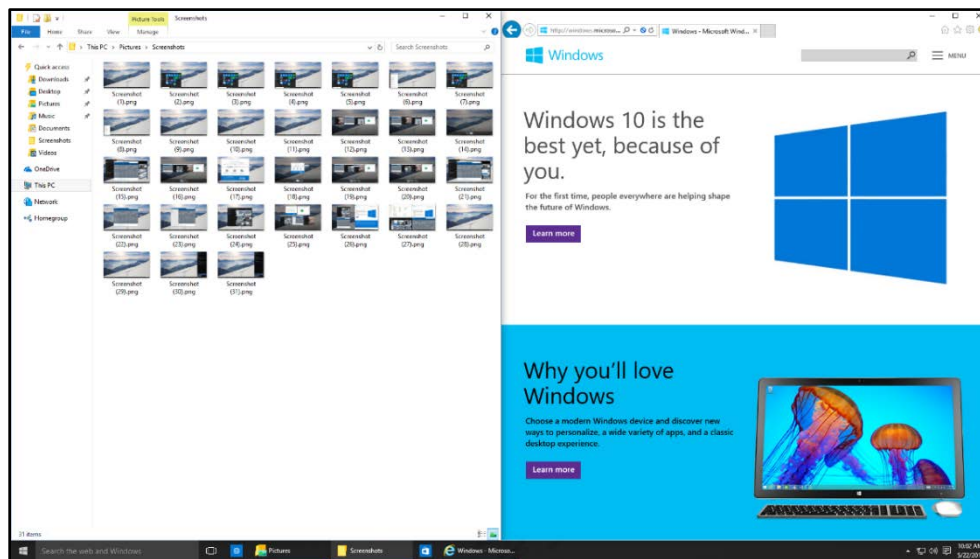 Picture Tools Screenshots
File Home Share View Manage
This PC > Pictures > Screenshots
Search Screenshots
Quick access
Downloads
Desktop
Pictures
Music
Documents
Screenshots
Videos
OneDrive
This PC
Network
Homegroup
Screenshot (1).png
Screenshot (2).png
Screenshot (3).png
Screenshot (4).png
Screenshot (5).png
Screenshot (6).png
Screenshot (7).png
Screenshot (8).png
Screenshot (9).png
Screenshot (10).png
Screenshot (11).png
Screenshot (12).png
Screenshot (13).png
Screenshot (14).png
Screenshot (15).png
Screenshot (16).png
Screenshot (17).png
Screenshot (18).png
Screenshot (19).png
Screenshot (20).png
Screenshot (21).png
Screenshot (22).png
Screenshot (23).png
Screenshot (24).png
Screenshot (25).png
Screenshot (26).png
Screenshot (27).png
Screenshot (28).png
Screenshot (29).png
Screenshot (30).png
Screenshot (31).png
31 items
http://windows.microso...
Windows - Microsoft Wind...
Windows
MENU
Windows 10 is the
best yet, because of
you.
For the first time, people everywhere are helping shape
the future of Windows.
Learn more
Why you'll love
Windows
Choose a modern Windows device and discover new
ways to personalize, a wide variety of apps, and a classic
desktop experience.
Learn more
Search the web and Windows
Pictures
Screenshots
Windows - Microso...
10:02 A
5/22/